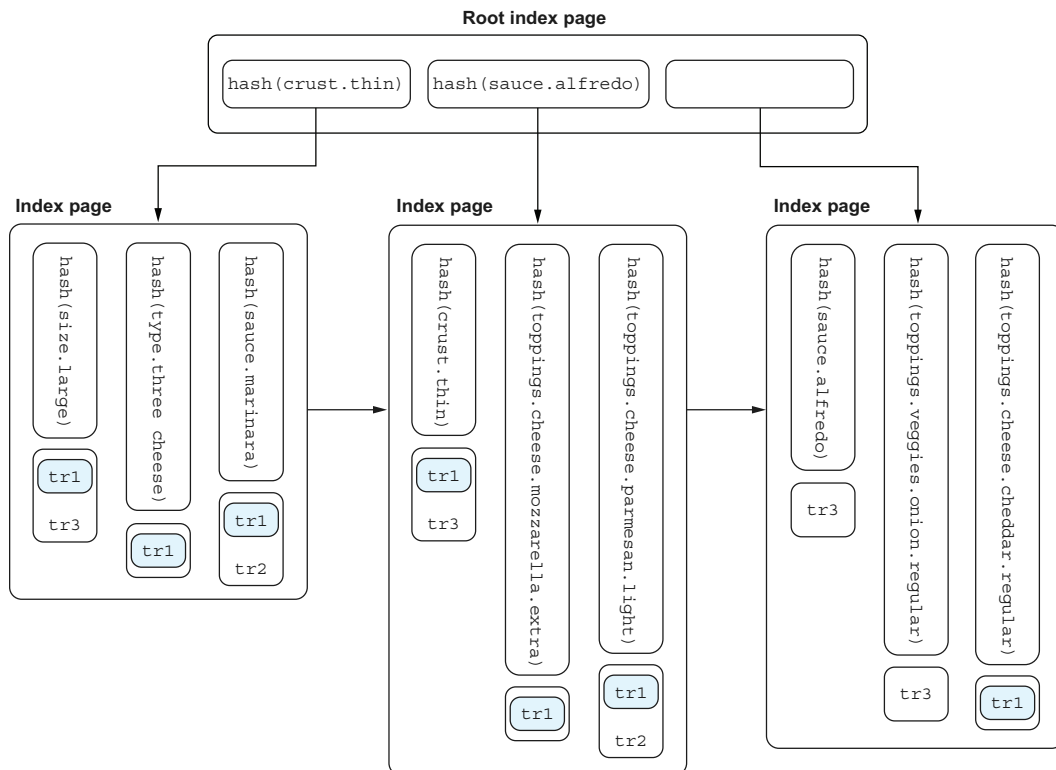 Root index page
hash(crust.thin)
hash(sauce.alfredo)
Index page
hash(size.large)
tr1
tr3
hash(type.three cheese)
tr1
hash(sauce.marinara)
tr1
tr2
Index page
hash(crust.thin)
tr1
tr3
hash(toppings.cheese.mozzarella.extra)
tr1
hash(toppings.cheese.parmesan.light)
tr1
tr2
Index page
hash(sauce.alfredo)
tr3
hash(toppings.veggies.onion.regular)
tr3
hash(toppings.cheese.cheddar.regular)
tr1